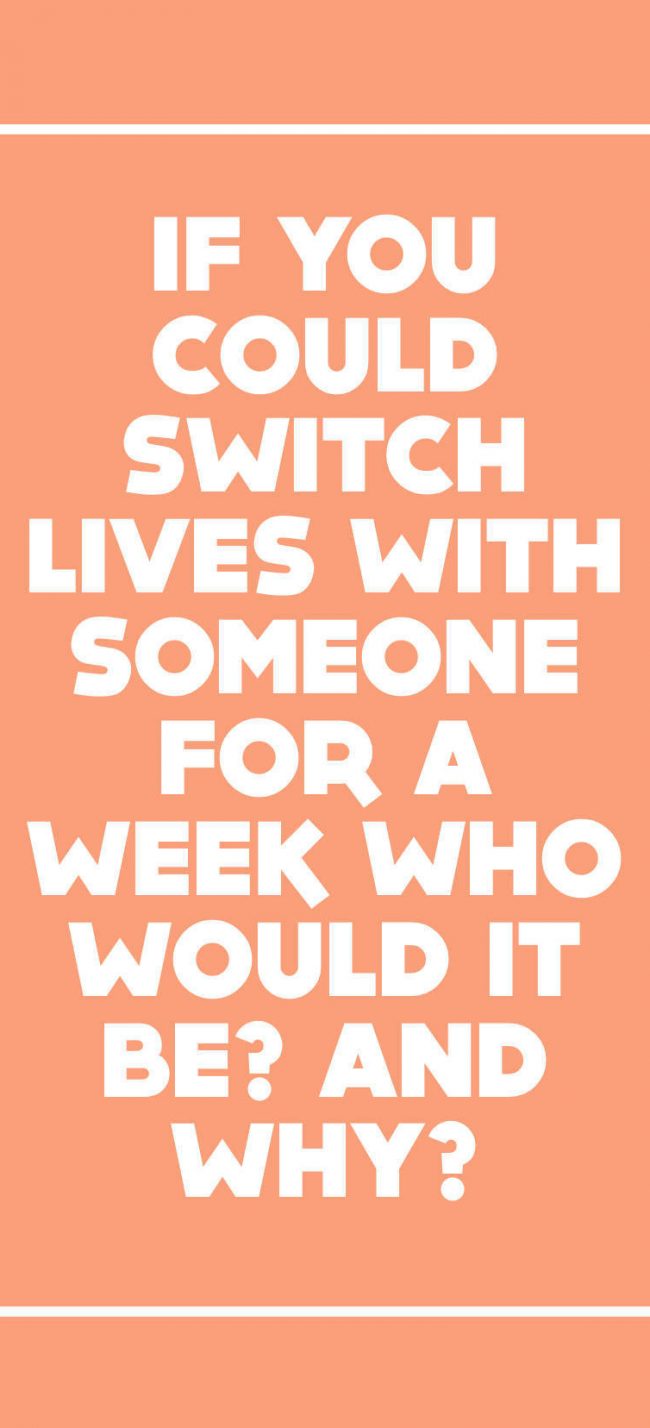 IF YOU
COULD
SWITCH
LIVES WITH
SOMEONE
FOR A
WEEK WHO
WOULD IT
BE? AND
WHY?